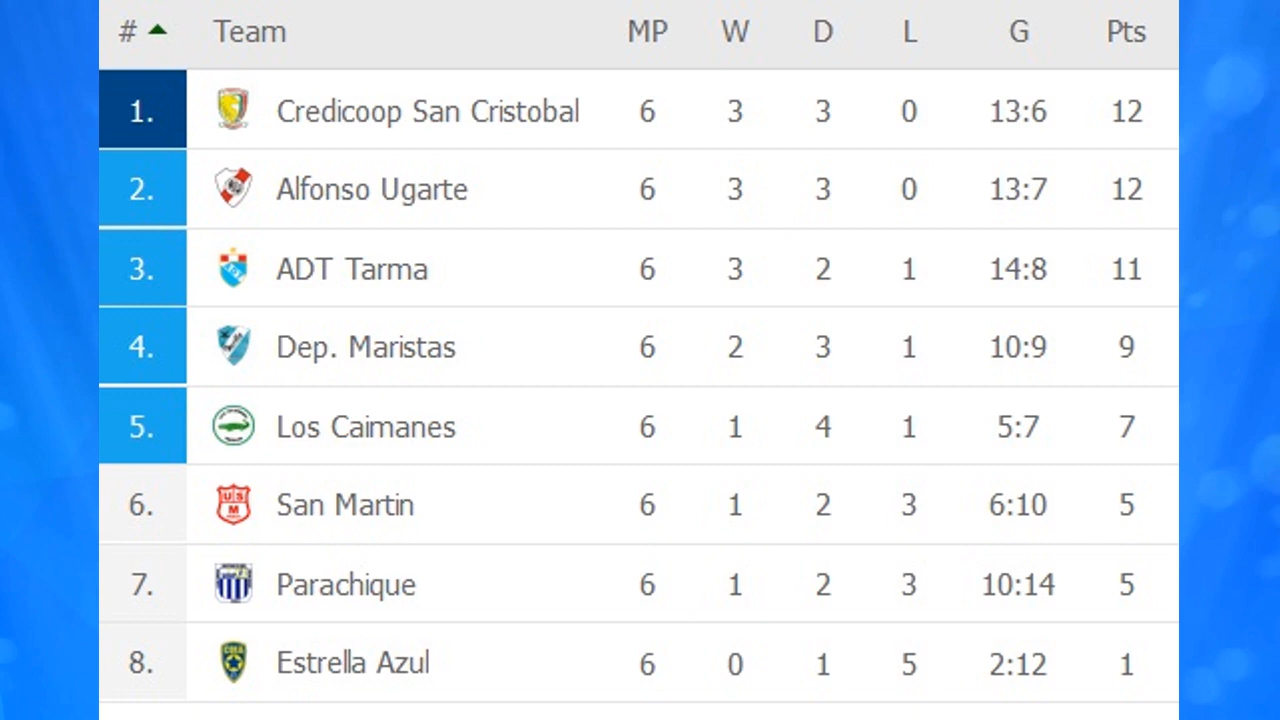 # Team MP W D L G Pts
1. Credicoop San Cristobal 6 3 3 0 13:6 12
2. Alfonso Ugarte 6 3 3 0 13:7 12
3. ADT Tarma 6 3 2 1 14:8 11
4. Dep. Maristas 6 2 3 1 10:9 9
5. Los Caimanes 6 1 4 1 5:7 7
6. USM San Martin 6 1 2 3 6:10 5
7. Parachique 6 1 2 3 10:14 5
8. Estrella Azul 6 0 1 5 2:12 1